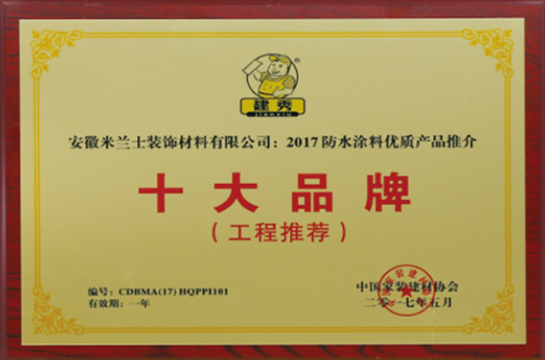 建秀
jianxiu
安徽米兰士装饰材料有限公司：2017防水涂料优质产品推介
十大品牌
（工程推荐）
编号：CDBMA(17) HQPPI101
有效期：一年
中国家装建材协会
二〇一七年五月